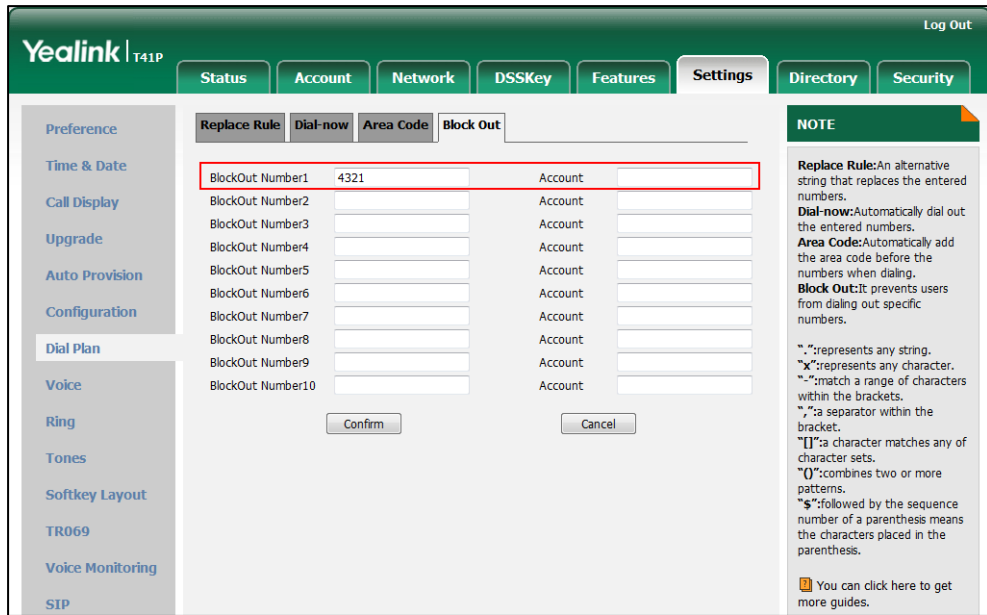 Log Out
Yealink T41P
Status Account Network DSSKey Features Settings Directory Security
Preference
Time & Date
Call Display
Upgrade
Auto Provision
Configuration
Dial Plan
Voice
Ring
Tones
Softkey Layout
TR069
Voice Monitoring
SIP
Replace Rule Dial-now Area Code Block Out
BlockOut Number1 4321 Account
BlockOut Number2 Account
BlockOut Number3 Account
BlockOut Number4 Account
BlockOut Number5 Account
BlockOut Number6 Account
BlockOut Number7 Account
BlockOut Number8 Account
BlockOut Number9 Account
BlockOut Number10 Account
Confirm Cancel
NOTE
Replace Rule:An alternative
string that replaces the entered
numbers.
Dial-now:Automatically dial out
the entered numbers.
Area Code:Automatically add
the area code before the
numbers when dialing.
Block Out:It prevents users
from dialing out specific
numbers.
".":represents any string.
"x":represents any character.
"-":match a range of characters
within the brackets.
",":a separator within the
bracket.
"[]":a character matches any of
character sets.
"()":combines two or more
patterns.
"$":followed by the sequence
number of a parenthesis means
the characters placed in the
parenthesis.
? You can click here to get
more guides.